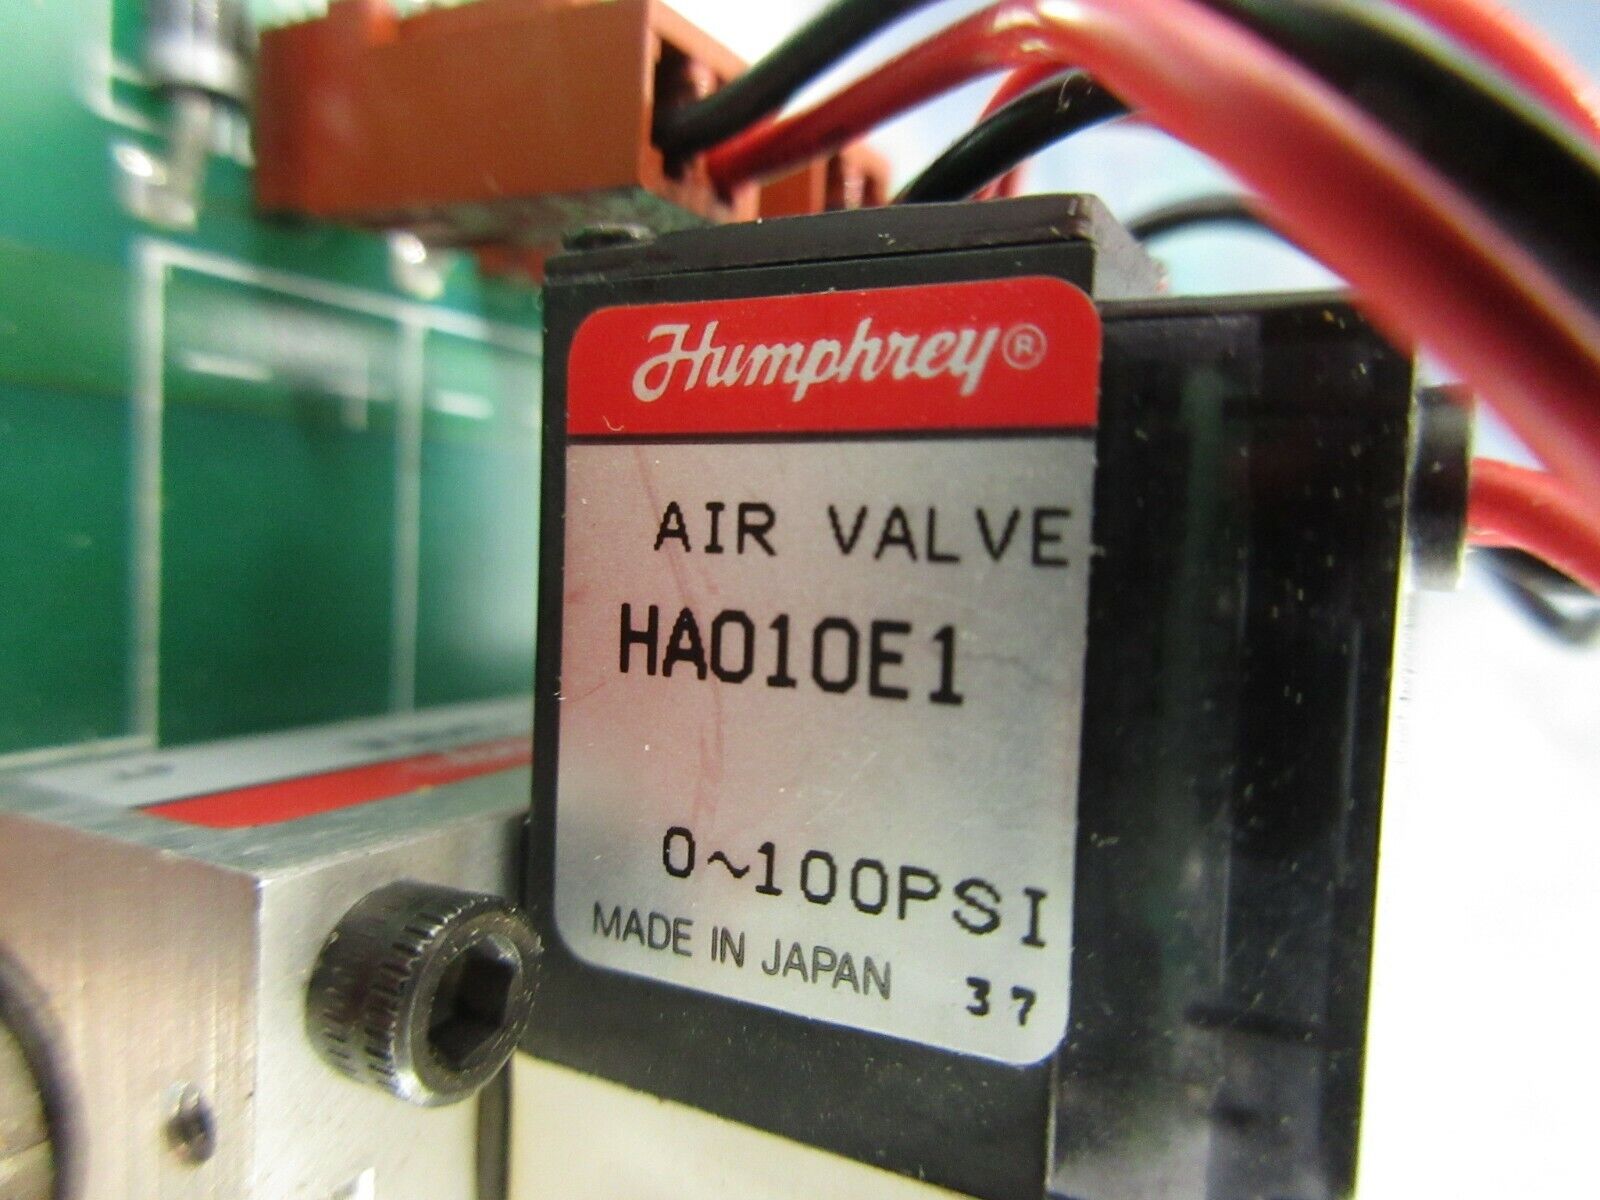 Humphrey®
AIR VALVE
HA010E1
0~100PSI
MADE IN JAPAN 37